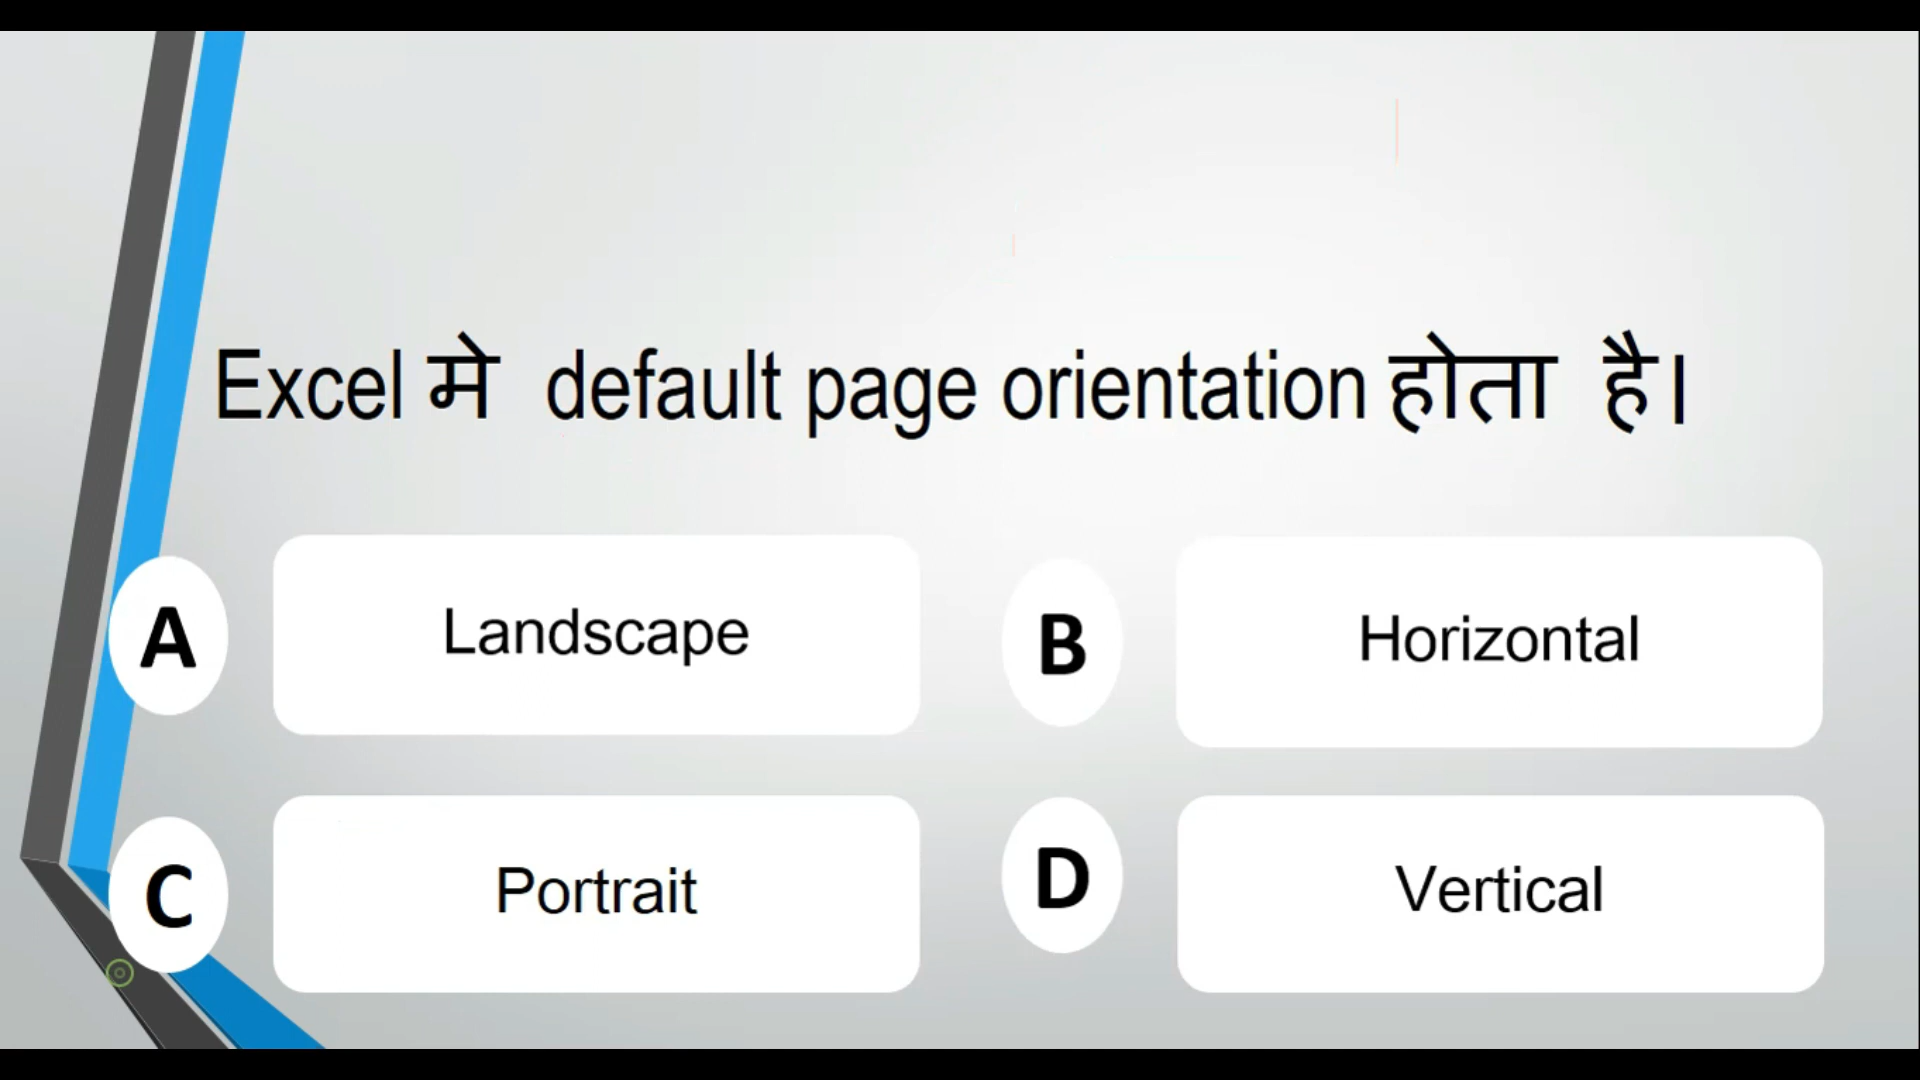 Excel मे default page orientation होता है।
A Landscape
B Horizontal
C Portrait
D Vertical